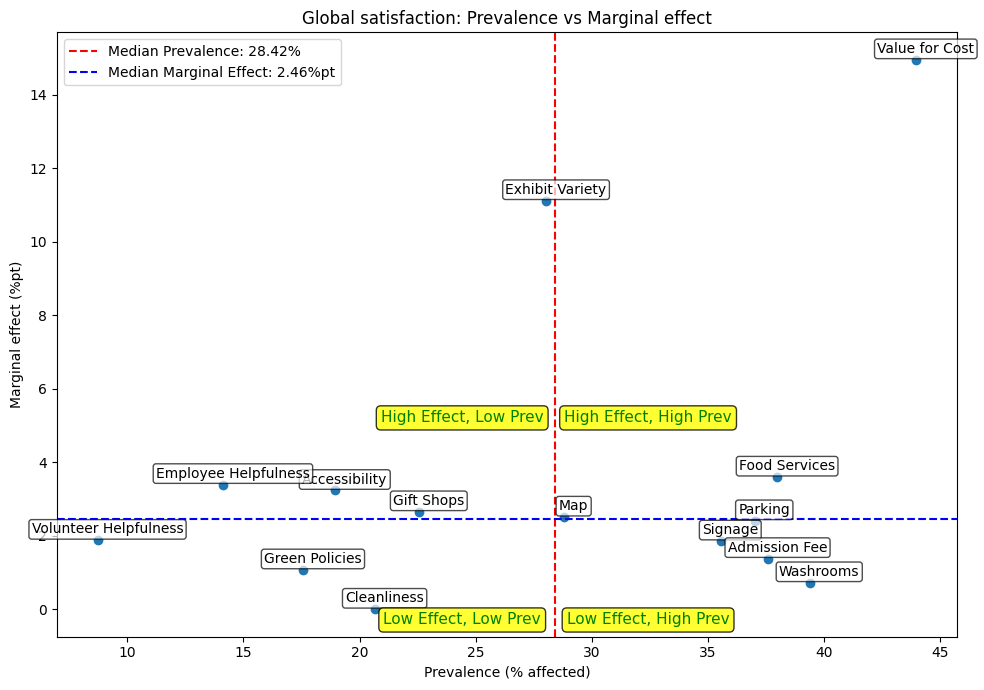 Global satisfaction: Prevalence vs Marginal effect
Median Prevalence: 28.42%
Median Marginal Effect: 2.46%pt
Value for Cost
Exhibit Variety
High Effect, Low Prev
High Effect, High Prev
Food Services
Employee Helpfulness
Accessibility
Gift Shops
Map
Parking
Volunteer Helpfulness
Signage
Admission Fee
Green Policies
Washrooms
Cleanliness
Low Effect, Low Prev
Low Effect, High Prev
Marginal effect (%pt)
14
12
10
8
6
4
2
0
10
15
20
25
30
35
40
45
Prevalence (% affected)